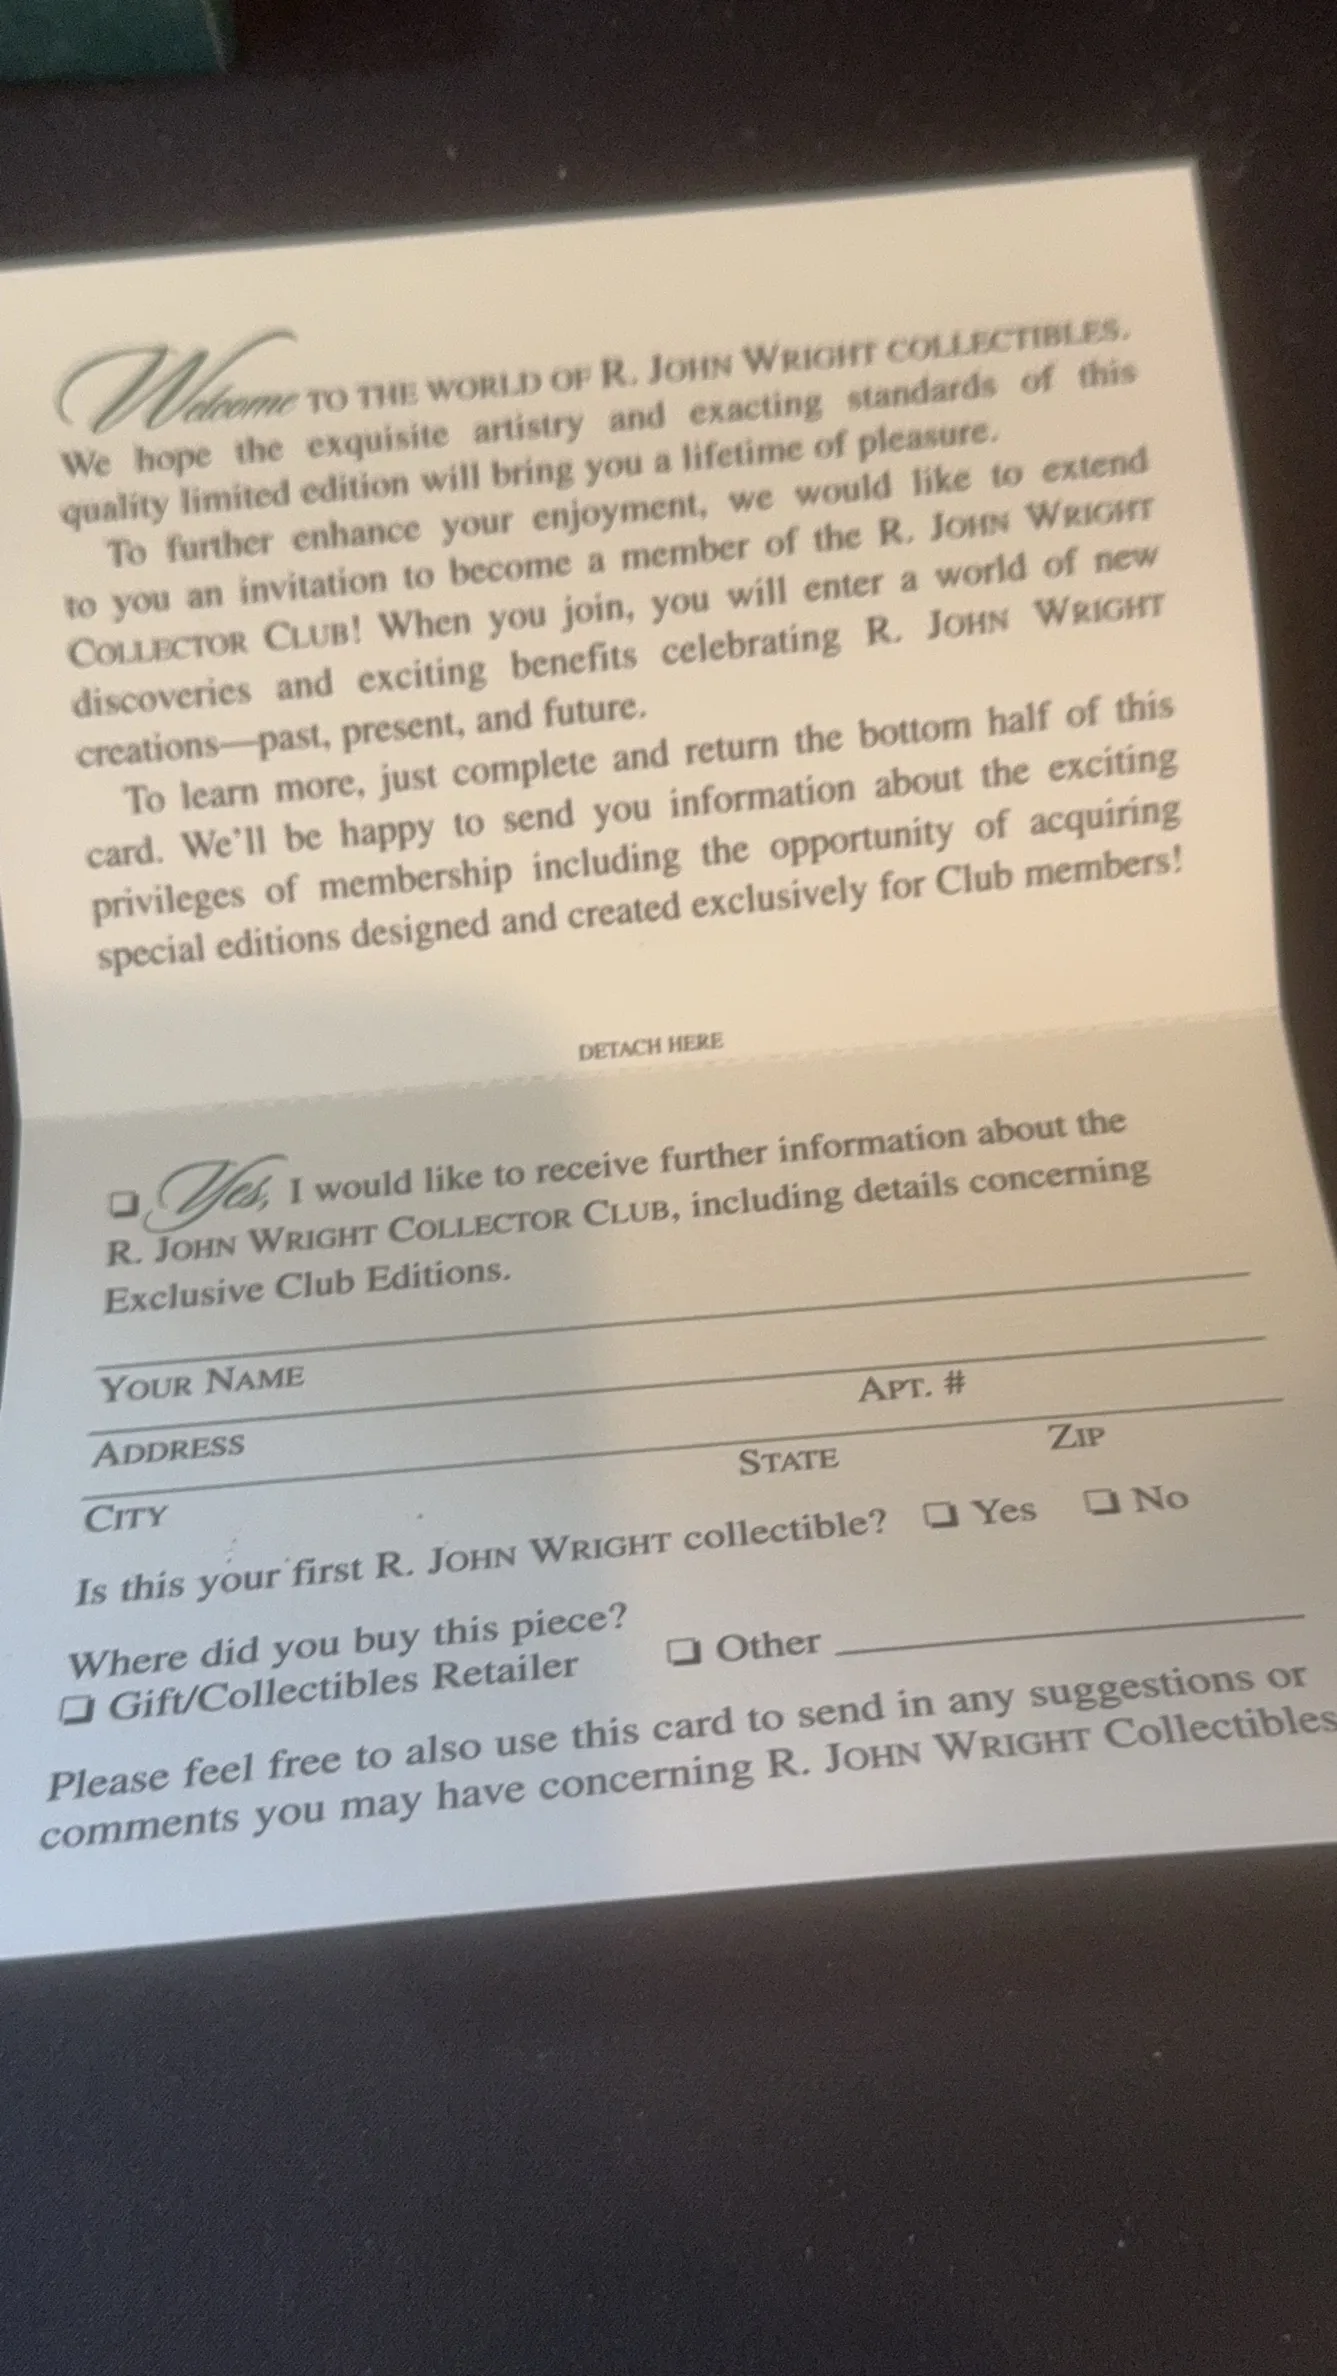 Welcome TO THE WORLD OF R. JOHN WRIGHT COLLECTIBLES.
We hope the exquisite artistry and exacting standards of this
quality limited edition will bring you a lifetime of pleasure.
To further enhance your enjoyment, we would like to extend
to you an invitation to become a member of the R. JOHN WRIGHT
COLLECTOR CLUB! When you join, you will enter a world of new
discoveries and exciting benefits celebrating R. JOHN WRIGHT
creations—past, present, and future.
To learn more, just complete and return the bottom half of this
card. We'll be happy to send you information about the exciting
privileges of membership including the opportunity of acquiring
special editions designed and created exclusively for Club members!
DETACH HERE
❏ Yes, I would like to receive further information about the
R. JOHN WRIGHT COLLECTOR CLUB, including details concerning
Exclusive Club Editions.
YOUR NAME
ADDRESS APT. #
CITY STATE ZIP
Is this your first R. JOHN WRIGHT collectible? ❏ Yes ❏ No
Where did you buy this piece?
❏ Gift/Collectibles Retailer ❏ Other
Please feel free to also use this card to send in any suggestions or
comments you may have concerning R. JOHN WRIGHT Collectibles